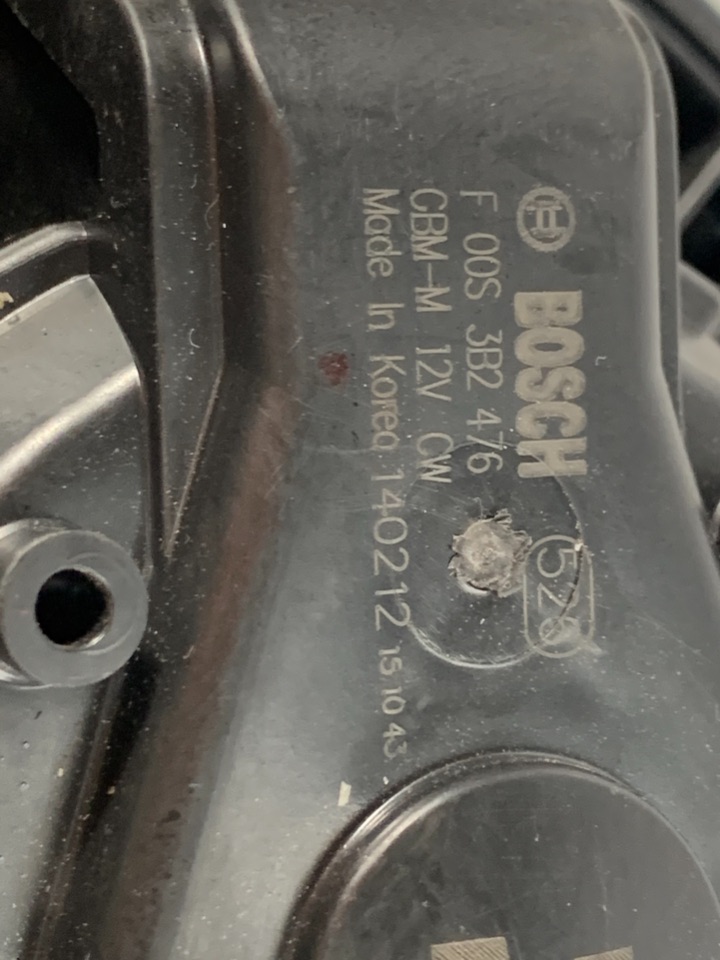 BOSCH
F 00S 3B2 476
CBM-M 12V CW
Made In Korea 140212 15 10 43